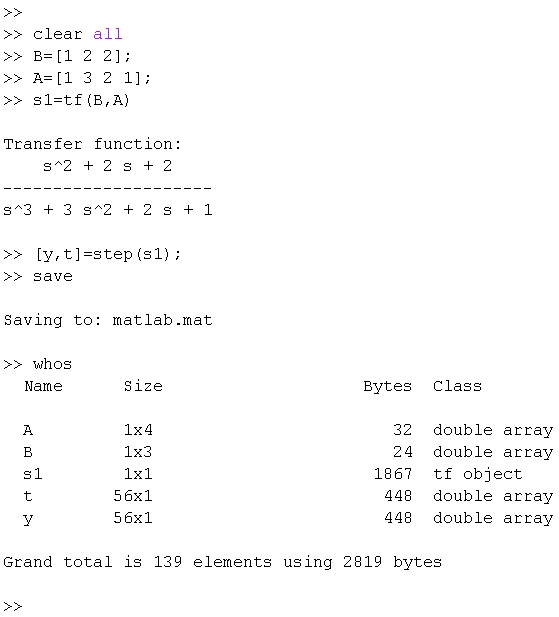 >>
>> clear all
>> B=[1 2 2];
>> A=[1 3 2 1];
>> s1=tf(B,A)
Transfer function:
s^2 + 2 s + 2
---------------------
s^3 + 3 s^2 + 2 s + 1
>> [y,t]=step(s1);
>> save
Saving to: matlab.mat
>> whos
Name Size Bytes Class
A 1x4 32 double array
B 1x3 24 double array
s1 1x1 1867 tf object
t 56x1 448 double array
y 56x1 448 double array
Grand total is 139 elements using 2819 bytes
>>